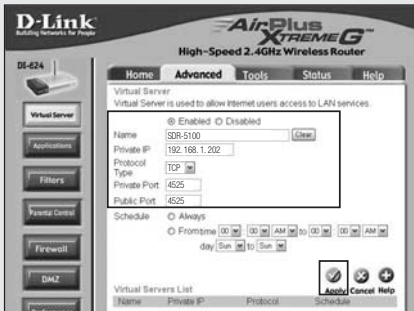 D-Link
Building Networks for People
AirPlus
XTREME G™
High-Speed 2.4GHz Wireless Router
DI-624
Home Advanced Tools Status Help
Virtual Server
Applications
Filters
Parental Control
Firewall
DMZ
Virtual Server
Virtual Server is used to allow Internet users access to LAN services.
Enabled Disabled
Name SDR-5100 Clear
Private IP 192.168.1.202
Protocol Type TCP
Private Port 4525
Public Port 4525
Schedule Always
From time 00 : 00 AM to 00 : 00 AM
day Sun to Sun
Apply Cancel Help
Virtual Servers List
Name Private IP Protocol Schedule